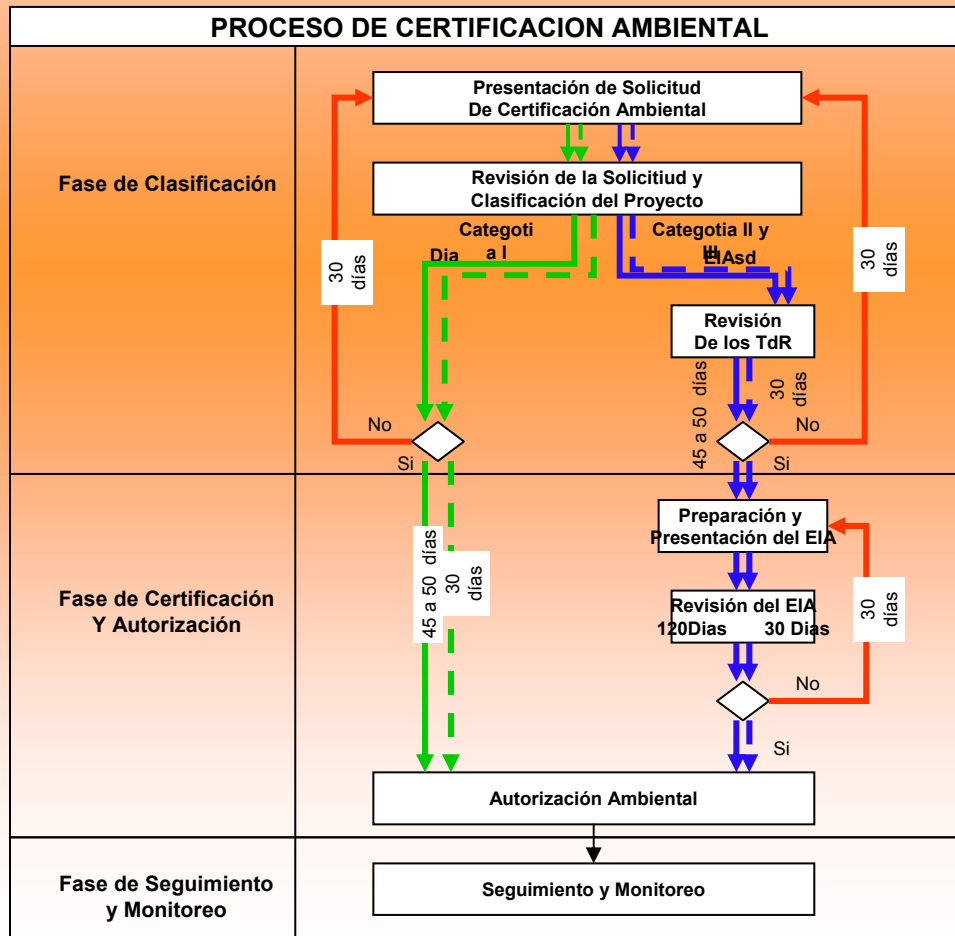 PROCESO DE CERTIFICACION AMBIENTAL
Presentación de Solicitud
De Certificación Ambiental
Fase de Clasificación
Revisión de la Solicitiud y
Clasificación del Proyecto
Categoti
a I
Dia
Categotia II y
III
EIAsd
30
días
30
días
Revisión
De los TdR
45 a 50 días
30
días
No
Si
No
Si
Fase de Certificación
Y Autorización
Preparación y
Presentación del EIA
45 a 50 días
30
días
Revisión del EIA
120Dias 30 Dias
30
días
No
Si
Autorización Ambiental
Fase de Seguimiento
y Monitoreo
Seguimiento y Monitoreo